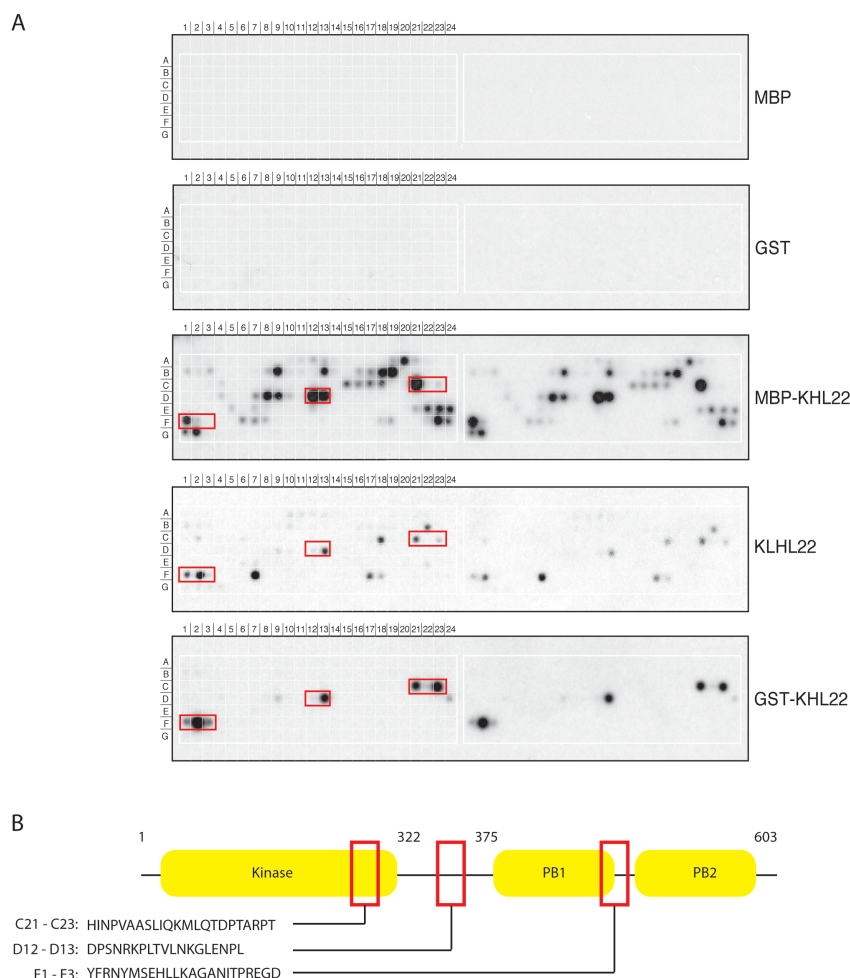 A
1 2 3 4 5 6 7 8 9 10 11 12 13 14 15 16 17 18 19 20 21 22 23 24
A
B
C
D
E
F
G
MBP
1 2 3 4 5 6 7 8 9 10 11 12 13 14 15 16 17 18 19 20 21 22 23 24
A
B
C
D
E
F
G
GST
1 2 3 4 5 6 7 8 9 10 11 12 13 14 15 16 17 18 19 20 21 22 23 24
A
B
C
D
E
F
G
MBP-KHL22
1 2 3 4 5 6 7 8 9 10 11 12 13 14 15 16 17 18 19 20 21 22 23 24
A
B
C
D
E
F
G
KLHL22
1 2 3 4 5 6 7 8 9 10 11 12 13 14 15 16 17 18 19 20 21 22 23 24
A
B
C
D
E
F
G
GST-KHL22
B
1 322 375 603
Kinase PB1 PB2
C21 - C23: HINPVAASLIQKMLQTDPTARPT
D12 - D13: DPSNRKPLTVLNKGLENPL
F1 - F3: YFRNYMSEHLLKAGANITPREGD